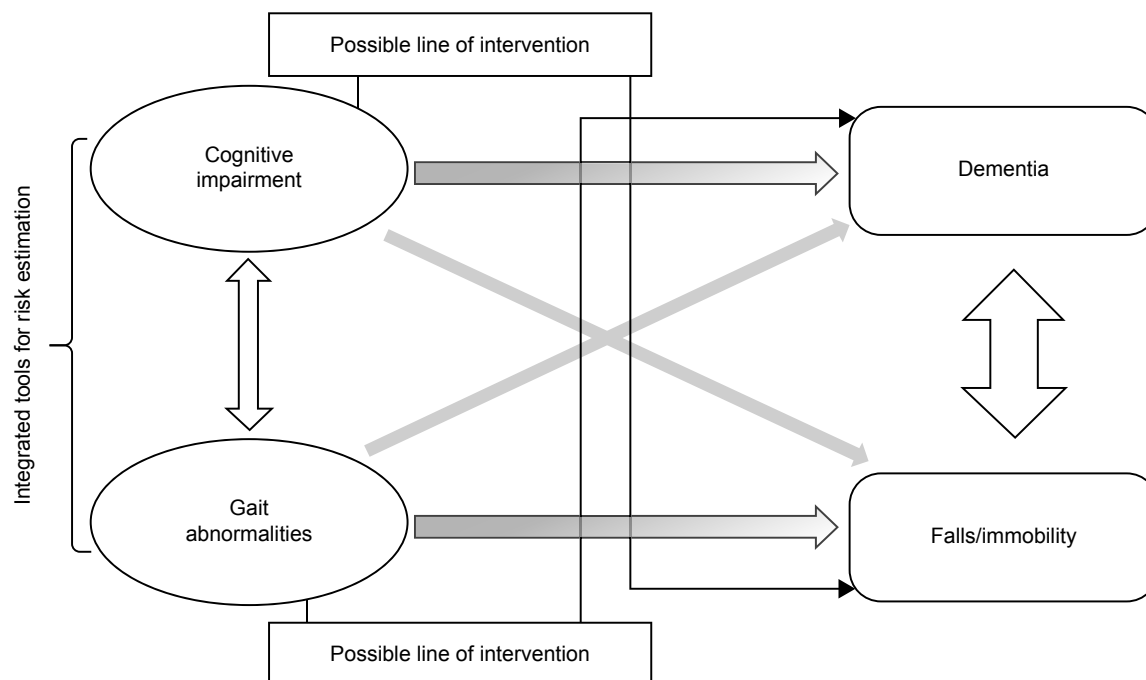 Possible line of intervention
Cognitive
impairment
Dementia
Integrated tools for risk estimation
Gait
abnormalities
Falls/immobility
Possible line of intervention